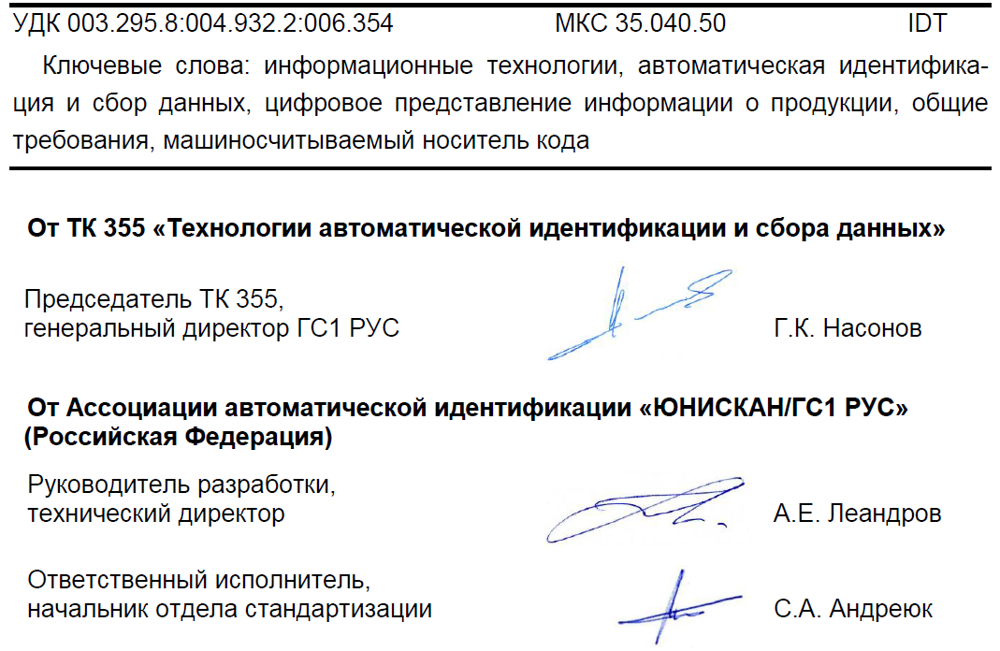 УДК 003.295.8:004.932.2:006.354 МКС 35.040.50 IDT
Ключевые слова: информационные технологии, автоматическая идентифика-
ция и сбор данных, цифровое представление информации о продукции, общие
требования, машиносчитываемый носитель кода
От ТК 355 «Технологии автоматической идентификации и сбора данных»
Председатель ТК 355,
генеральный директор ГС1 РУС Г.К. Насонов
От Ассоциации автоматической идентификации «ЮНИСКАН/ГС1 РУС»
(Российская Федерация)
Руководитель разработки,
технический директор А.Е. Леандров
Ответственный исполнитель,
начальник отдела стандартизации С.А. Андреюк